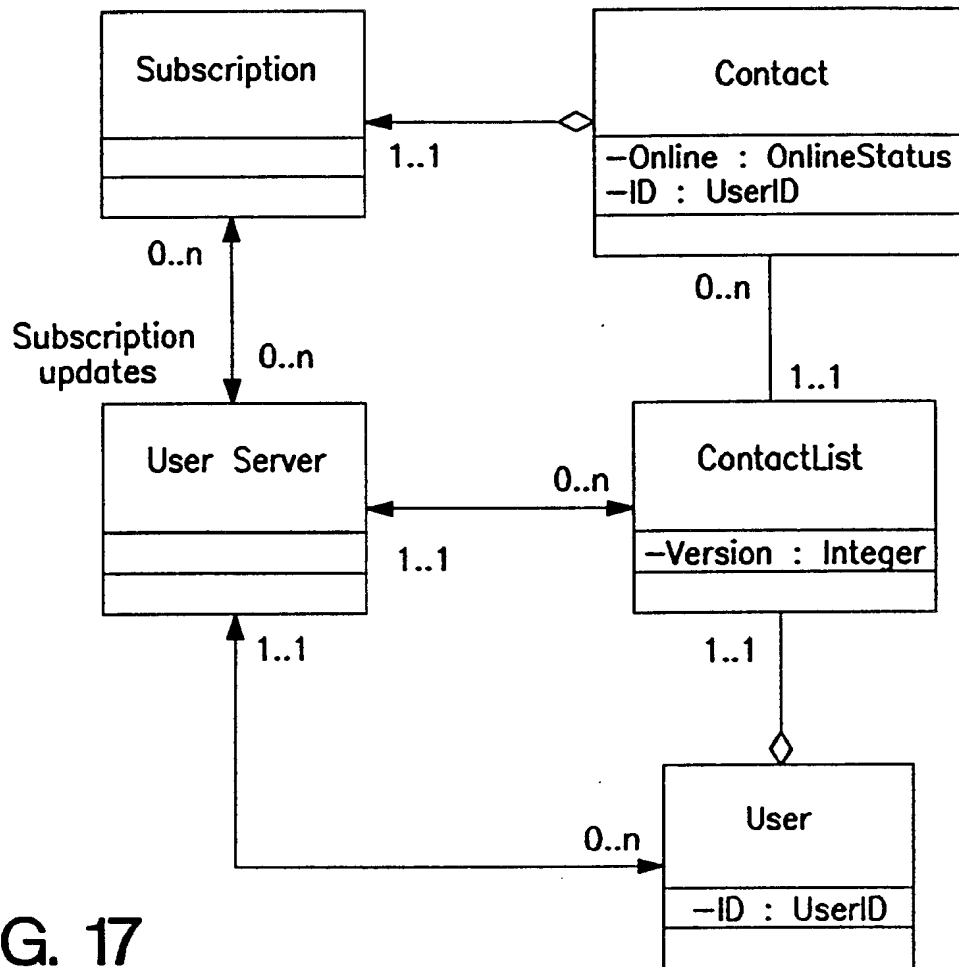 Subscription
Contact
1..1
–Online : OnlineStatus
–ID : UserID
0..n
0..n
Subscription
updates
0..n
1..1
User Server
ContactList
0..n
1..1
–Version : Integer
1..1
1..1
User
0..n
–ID : UserID
G. 17